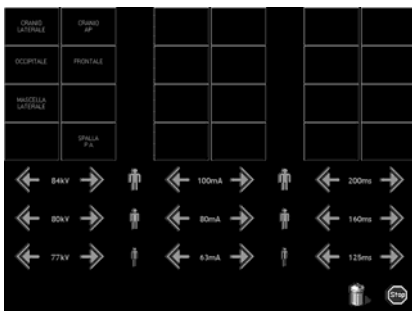 CRANIO
LATERALE
CRANIO
AP
OCCIPITALE
FRONTALE
MASCELLA
LATERALE
SPALLA
P.A.
84kV
100mA
200ms
80kV
80mA
160ms
77kV
63mA
125ms
Stop